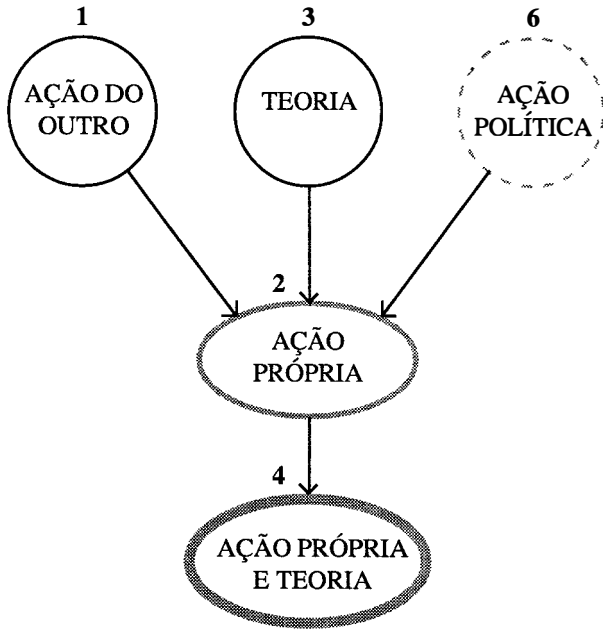 1
3
6
AÇÃO DO
OUTRO
TEORIA
AÇÃO
POLÍTICA
2
AÇÃO
PRÓPRIA
4
AÇÃO PRÓPRIA
E TEORIA